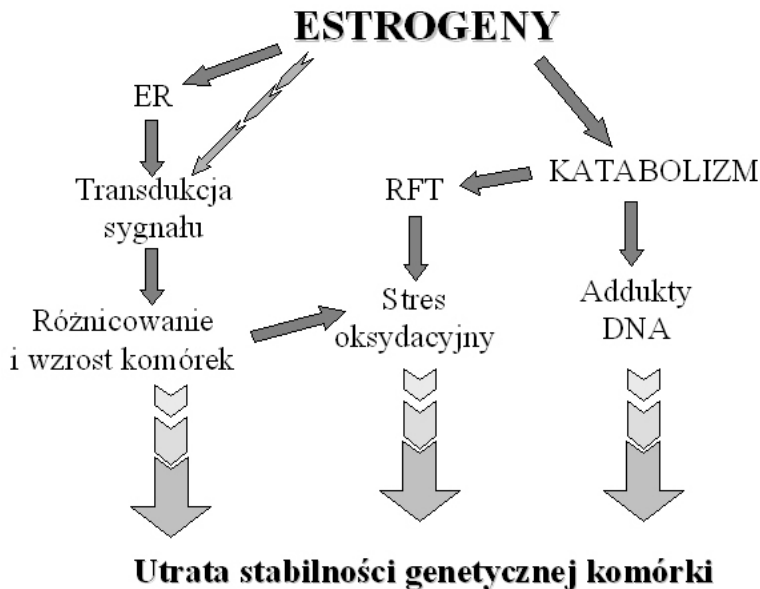 ESTROGENY
ER
Transdukcja
sygnału
Różnicowanie
i wzrost komórek
RFT
Stres
oksydacyjny
KATABOLIZM
Addukty
DNA
Utrata stabilności genetycznej komórki